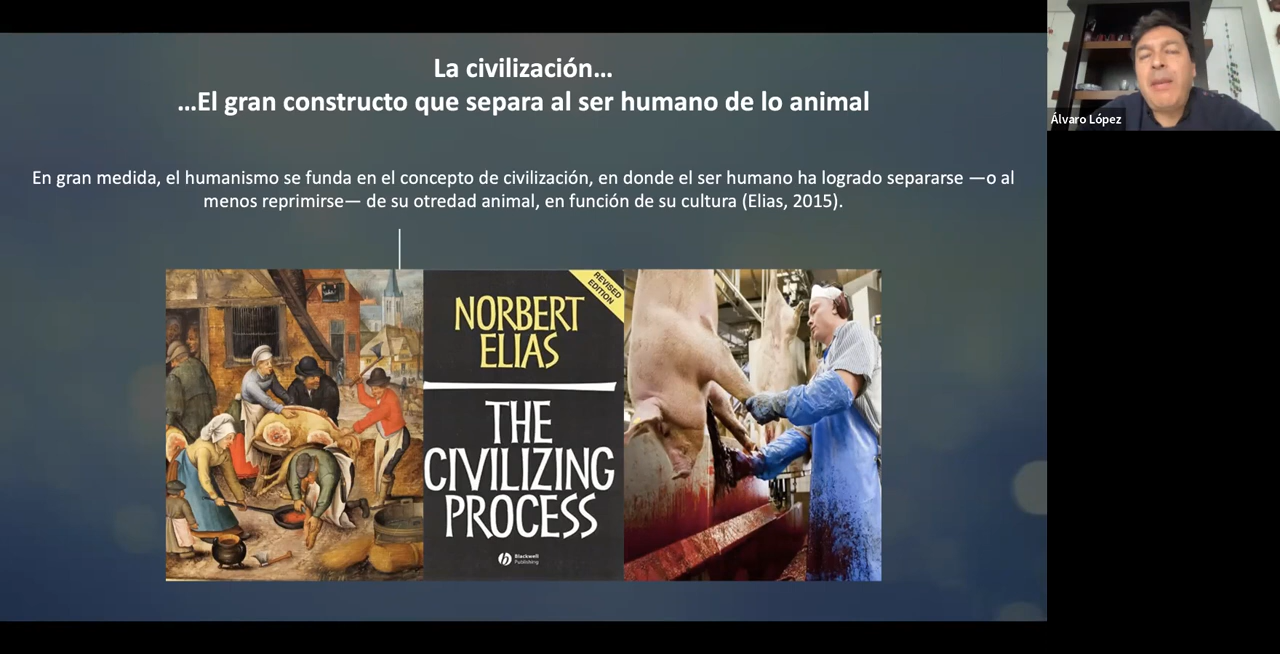 La civilización...
...El gran constructo que separa al ser humano de lo animal
En gran medida, el humanismo se funda en el concepto de civilización, en donde el ser humano ha logrado separarse —o al
menos reprimirse— de su otredad animal, en función de su cultura (Elias, 2015).
REVISED
EDITION
NORBERT
ELIAS
THE
CIVILIZING
PROCESS
Blackwell
Publishing
Álvaro López